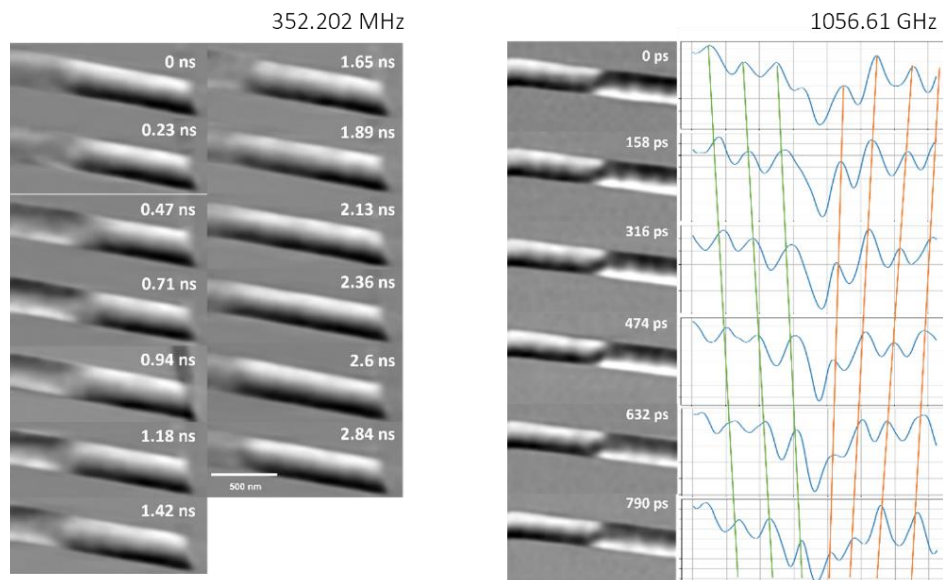 352.202 MHz
0 ns
0.23 ns
0.47 ns
0.71 ns
0.94 ns
1.18 ns
1.42 ns
1.65 ns
1.89 ns
2.13 ns
2.36 ns
2.6 ns
2.84 ns
500 nm
1056.61 GHz
0 ps
158 ps
316 ps
474 ps
632 ps
790 ps